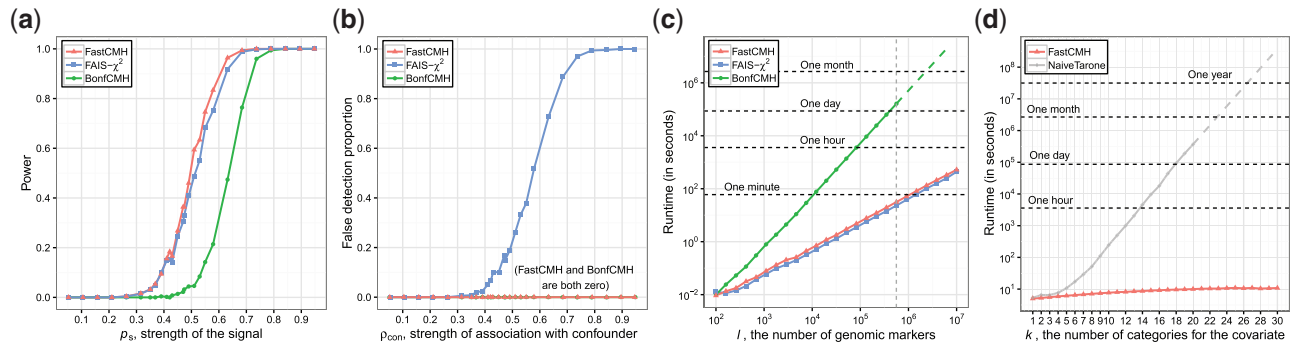 (a)
FastCMH
FAIS−χ²
BonfCMH
Power
1.0
0.8
0.6
0.4
0.2
0.0
0.1 0.2 0.3 0.4 0.5 0.6 0.7 0.8 0.9
pₛ, strength of the signal
(b)
FastCMH
FAIS−χ²
BonfCMH
False detection proportion
1.0
0.8
0.6
0.4
0.2
0.0
(FastCMH and BonfCMH
are both zero)
0.1 0.2 0.3 0.4 0.5 0.6 0.7 0.8 0.9
ρcon, strength of association with confounder
(c)
FastCMH
FAIS−χ²
BonfCMH
Runtime (in seconds)
10⁶
10⁴
10²
10⁰
10⁻²
One month
One day
One hour
One minute
10² 10³ 10⁴ 10⁵ 10⁶ 10⁷
l , the number of genomic markers
(d)
FastCMH
NaiveTarone
Runtime (in seconds)
10⁸
10⁷
10⁶
10⁵
10⁴
10³
10²
10¹
One year
One month
One day
One hour
1 2 3 4 5 6 7 8 9 10 12 14 16 18 20 22 24 26 28 30
k, the number of categories for the covariate